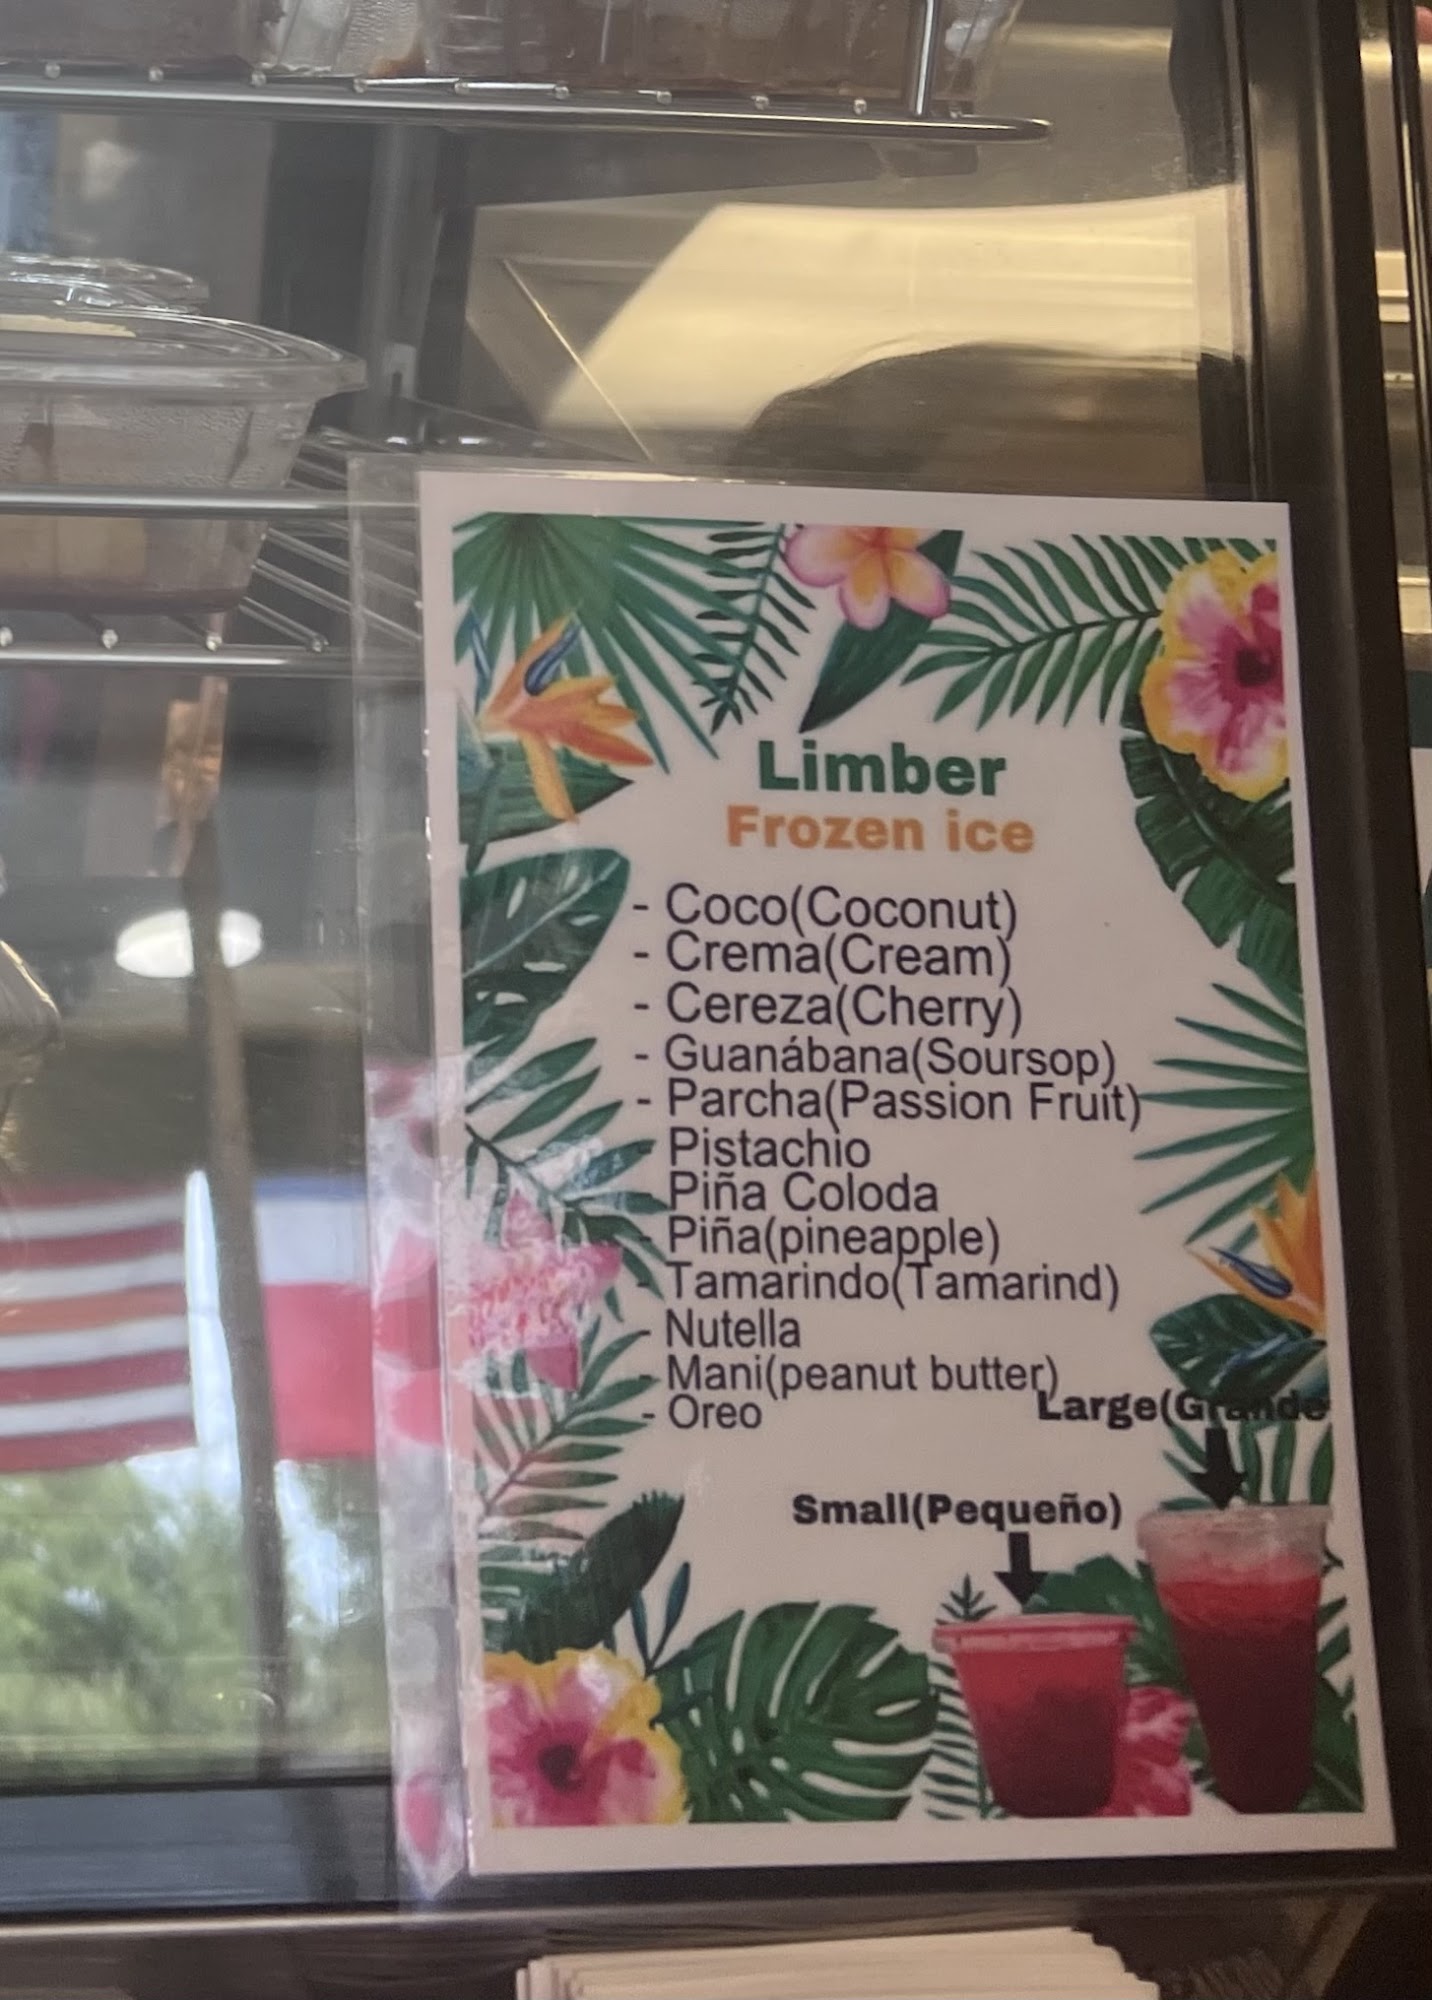 Limber
Frozen ice
- Coco(Coconut)
- Crema(Cream)
- Cereza(Cherry)
- Guanábana(Soursop)
- Parcha(Passion Fruit)
- Pistachio
Piña Coloda
- Piña(pineapple)
- Tamarindo(Tamarind)
- Nutella
- Mani(peanut butter)
- Oreo
Large(Grande
Small(Pequeño)